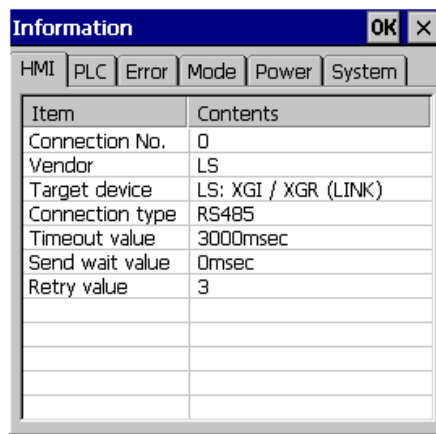 Information OK ×
HMI PLC Error Mode Power System
Item Contents
Connection No. 0
Vendor LS
Target device LS: XGI / XGR (LINK)
Connection type RS485
Timeout value 3000msec
Send wait value 0msec
Retry value 3